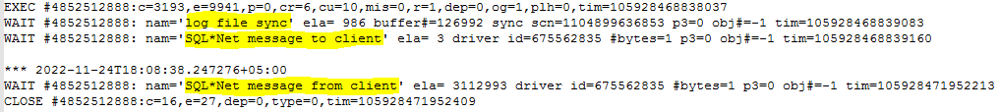 EXEC #4852512888:c=3193,e=9941,p=0,cr=6,cu=10,mis=0,r=1,dep=0,og=1,plh=0,tim=105928468838037
WAIT #4852512888: nam='log file sync' ela= 986 buffer#=126992 sync scn=1104899636853 p3=0 obj#=-1 tim=105928468839083
WAIT #4852512888: nam='SQL*Net message to client' ela= 3 driver id=675562835 #bytes=1 p3=0 obj#=-1 tim=105928468839160
*** 2022-11-24T18:08:38.247276+05:00
WAIT #4852512888: nam='SQL*Net message from client' ela= 3112993 driver id=675562835 #bytes=1 p3=0 obj#=-1 tim=105928471952213
CLOSE #4852512888:c=16,e=27,dep=0,type=0,tim=105928471952409